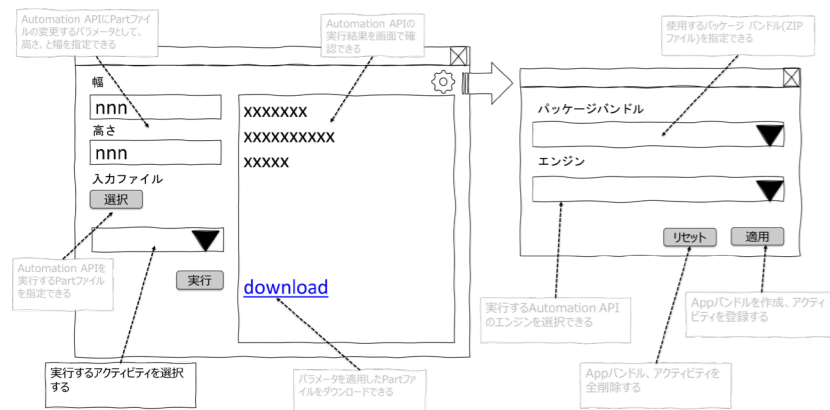 Automation APIにPartファイ
ルの変更するパラメータとして、
高さ、と幅を指定できる
Automation APIの
実行結果を画面で確
認できる
使用するパッケージ バンドル(ZIP
ファイル)を指定できる
幅
nnn
高さ
nnn
入力ファイル
選択
実行
xxxxxxx
xxxxxxxxxx
xxxxx
download
パッケージバンドル
エンジン
リセット
適用
Automation APIを
実行するPartファイル
を指定できる
実行するアクティビティを選択
する
パラメータを適用したPartファ
イルをダウンロードできる
実行するAutomation API
のエンジンを選択できる
Appバンドル、アクティビティを
全削除する
Appバンドルを作成、アクティ
ビティを登録する